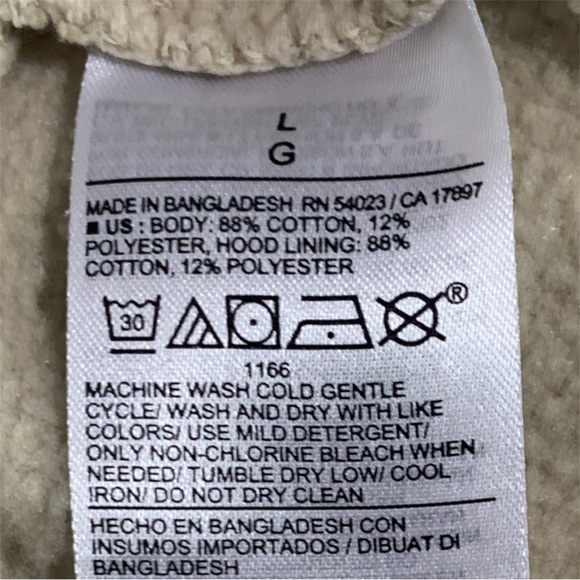 L
G
MADE IN BANGLADESH RN 54023 / CA 17897
US : BODY: 88% COTTON, 12%
POLYESTER, HOOD LINING: 88%
COTTON, 12% POLYESTER
30
®
1166
MACHINE WASH COLD GENTLE
CYCLE/ WASH AND DRY WITH LIKE
COLORS/ USE MILD DETERGENT/
ONLY NON-CHLORINE BLEACH WHEN
NEEDED/ TUMBLE DRY LOW/ COOL
IRON/ DO NOT DRY CLEAN
HECHO EN BANGLADESH CON
INSUMOS IMPORTADOS / DIBUAT DI
BANGLADESH